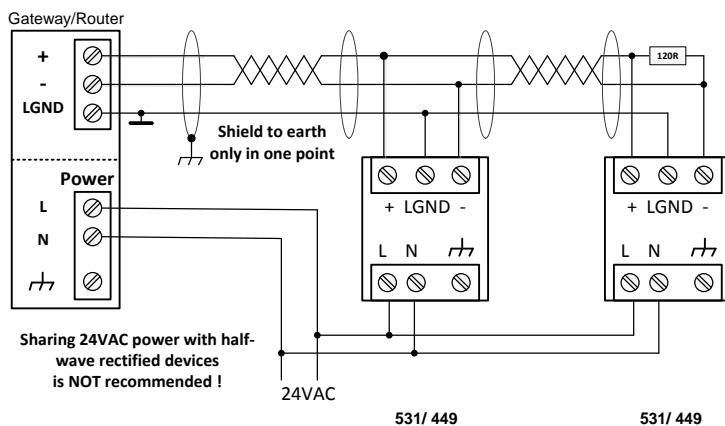 Gateway/Router
+
-
LGND
120R
Shield to earth
only in one point
Power
L
N
+ LGND -
L N
+ LGND -
L N
Sharing 24VAC power with half-
wave rectified devices
is NOT recommended !
24VAC
531/ 449
531/ 449